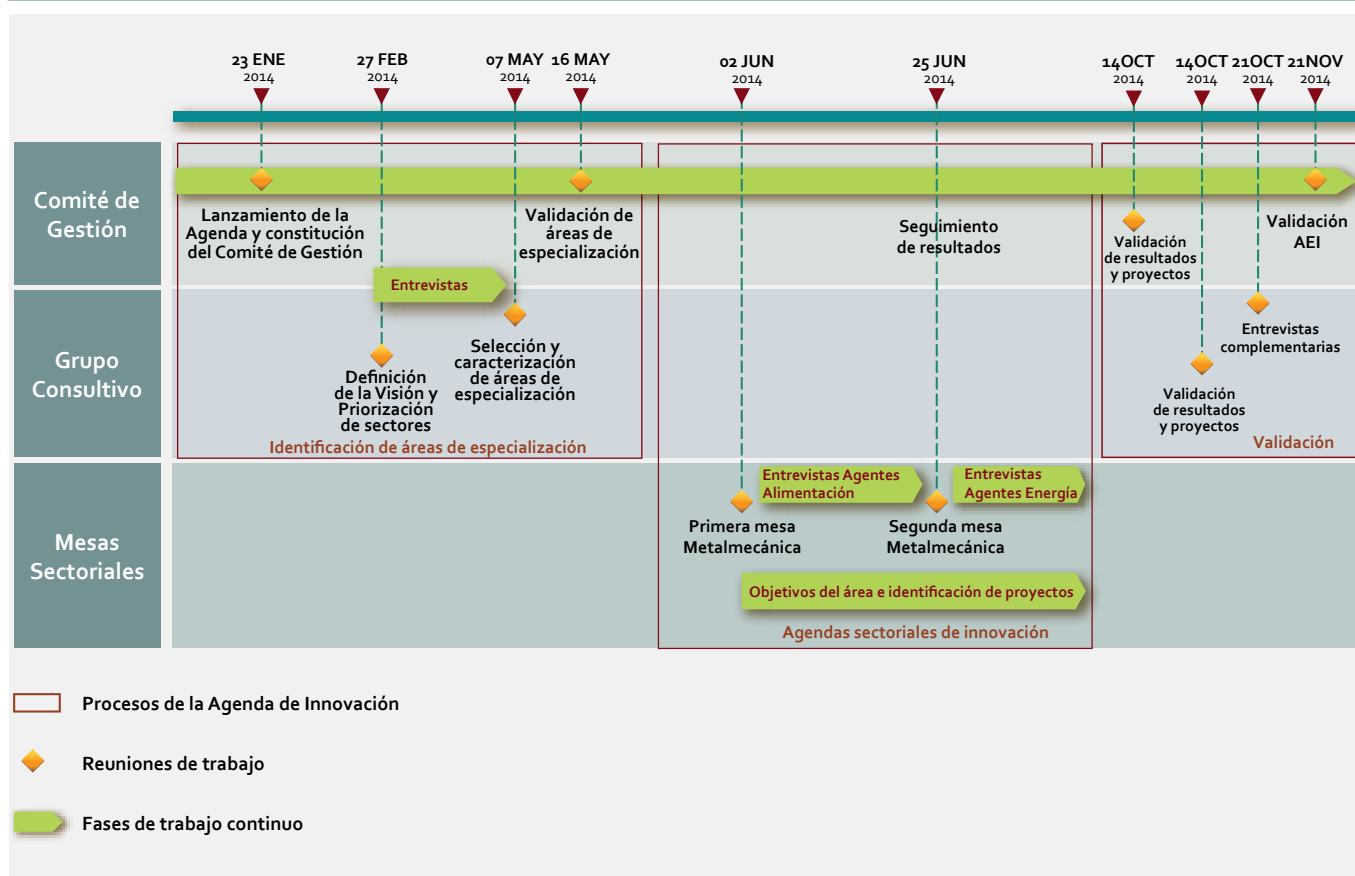 23 ENE
2014
27 FEB
2014
07 MAY
2014
16 MAY
2014
02 JUN
2014
25 JUN
2014
14OCT
2014
14OCT
2014
21OCT
2014
21NOV
2014
Comité de
Gestión
Lanzamiento de la
Agenda y constitución
del Comité de Gestión
Validación de
áreas de
especialización
Seguimiento
de resultados
Validación
de resultados
y proyectos
Validación
AEI
Entrevistas
Grupo
Consultivo
Definición
de la Visión y
Priorización
de sectores
Selección y
caracterización
de áreas de
especialización
Entrevistas
complementarias
Validación
de resultados
y proyectos
Identificación de áreas de especialización
Validación
Mesas
Sectoriales
Entrevistas Agentes
Alimentación
Entrevistas
Agentes Energía
Primera mesa
Metalmecánica
Segunda mesa
Metalmecánica
Objetivos del área e identificación de proyectos
Agendas sectoriales de innovación
Procesos de la Agenda de Innovación
Reuniones de trabajo
Fases de trabajo continuo